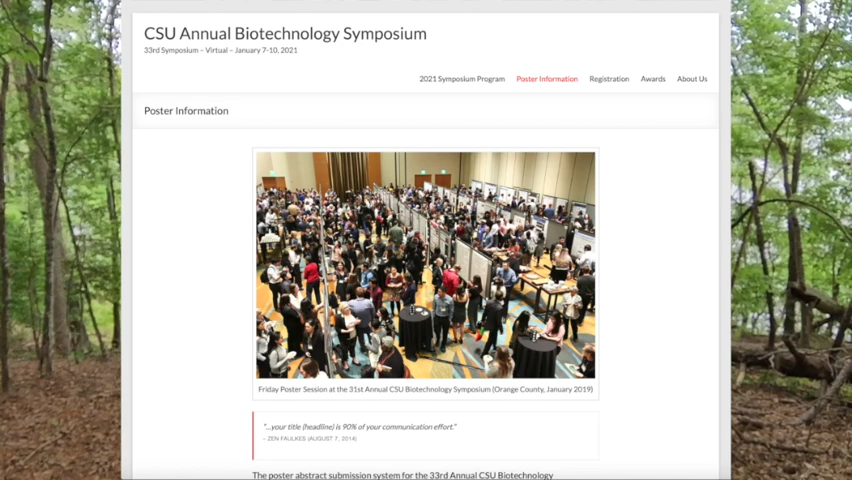 CSU Annual Biotechnology Symposium
33rd Symposium – Virtual – January 7-10, 2021
2021 Symposium Program Poster Information Registration Awards About Us
Poster Information
Friday Poster Session at the 31st Annual CSU Biotechnology Symposium (Orange County, January 2019)
"...your title (headline) is 90% of your communication effort."
– ZEN FAULKES (AUGUST 7, 2014)
The poster abstract submission system for the 33rd Annual CSU Biotechnology